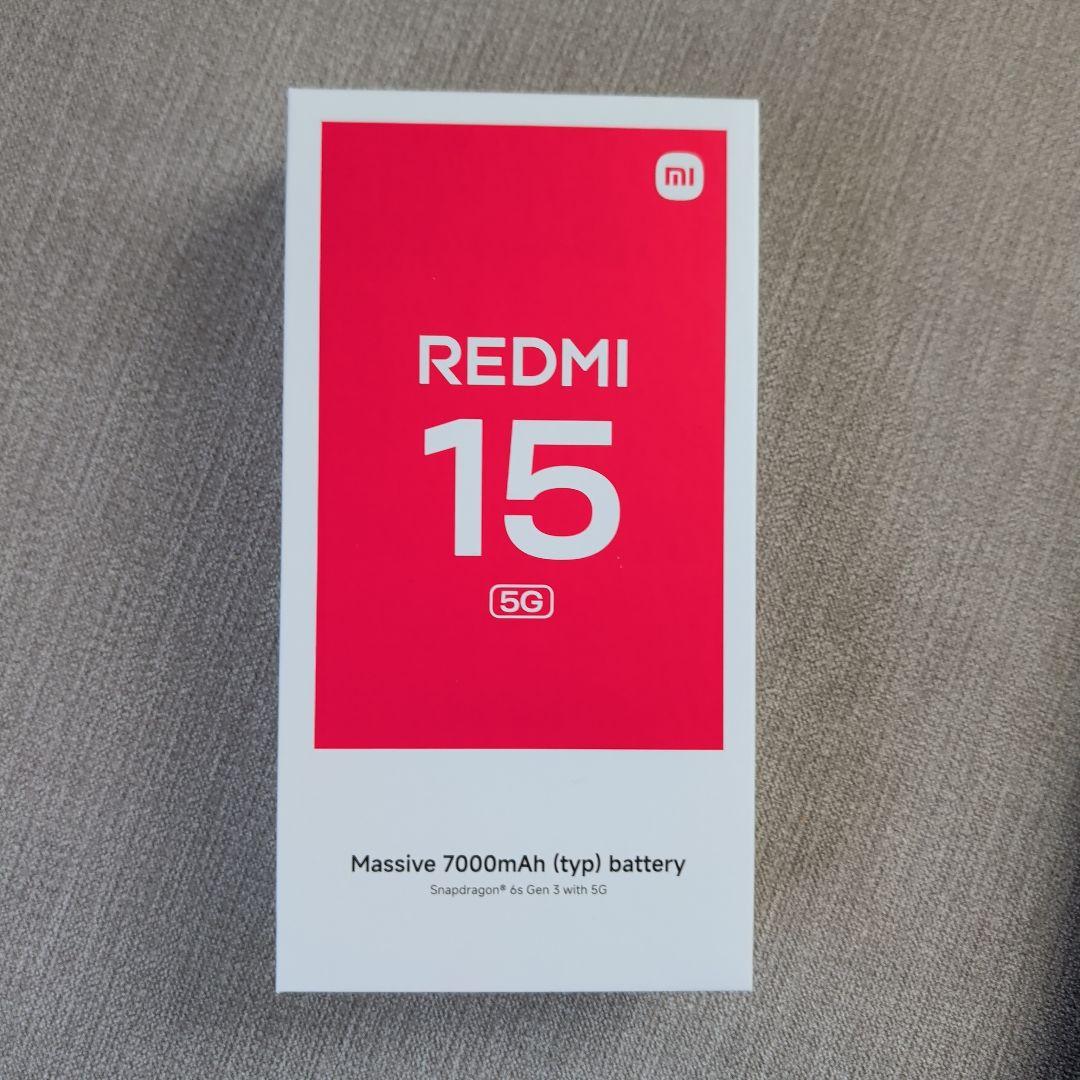 mi
REDMI
15
5G
Massive 7000mAh (typ) battery
Snapdragon® 6s Gen 3 with 5G